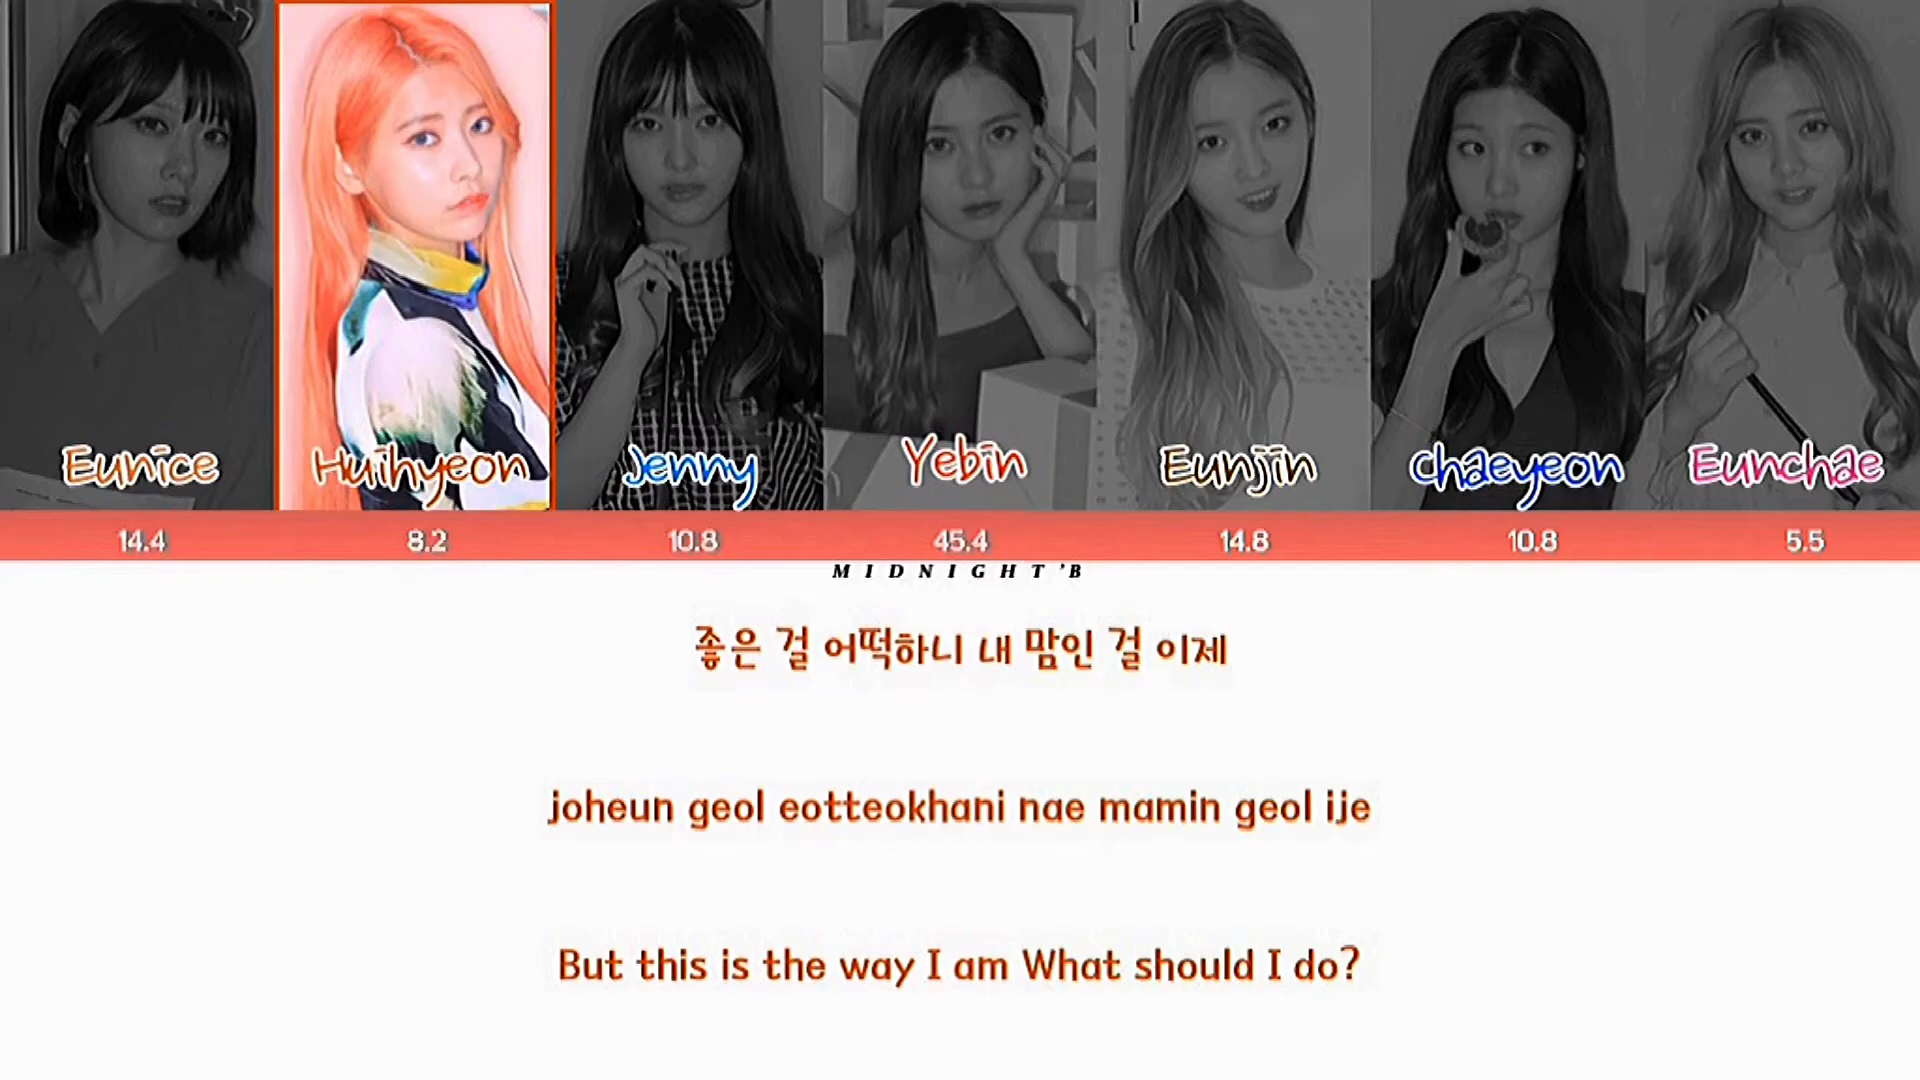 Eunice Huihyeon Jenny Yebin Eunjin chaeyeon Eunchae
14.4 8.2 10.8 45.4 14.8 10.8 5.5
MIDNIGHT'B
좋은 걸 어떡하니 내 맘인 걸 이제
joheun geol eotteokhani nae mamin geol ije
But this is the way I am What should I do?